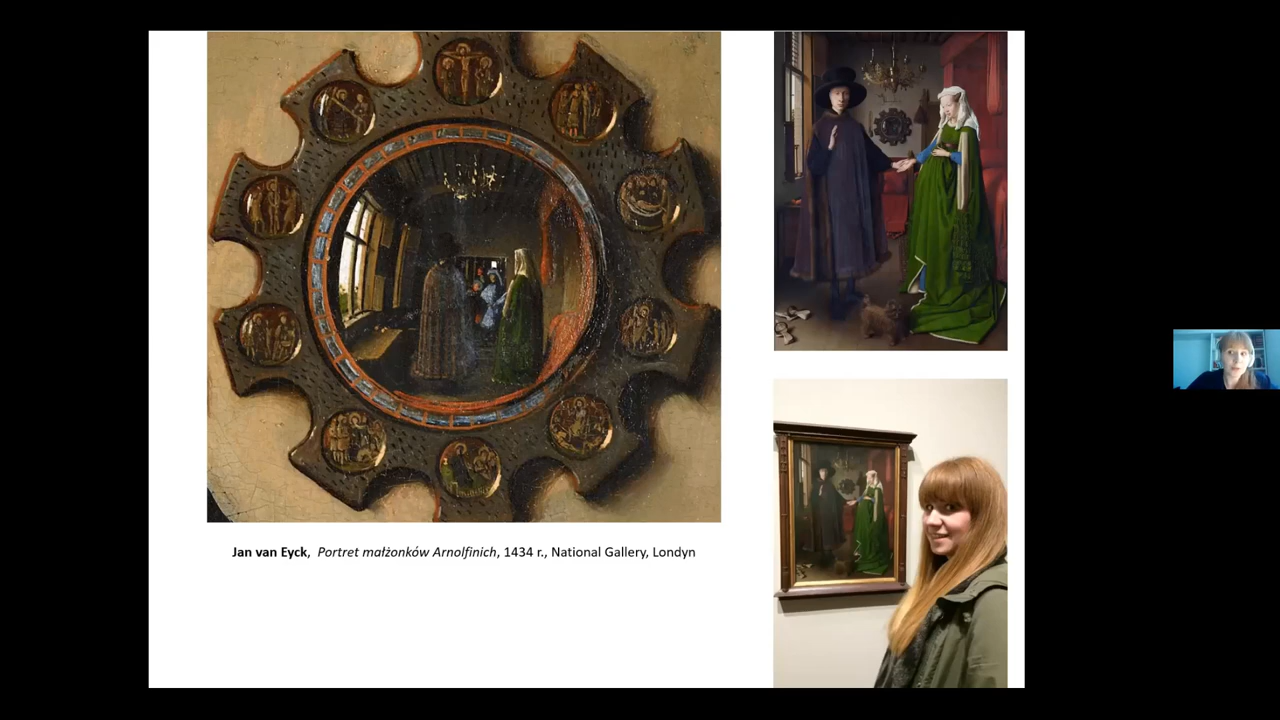 Jan van Eyck, Portret małżonków Arnolfinich, 1434 r., National Gallery, Londyn